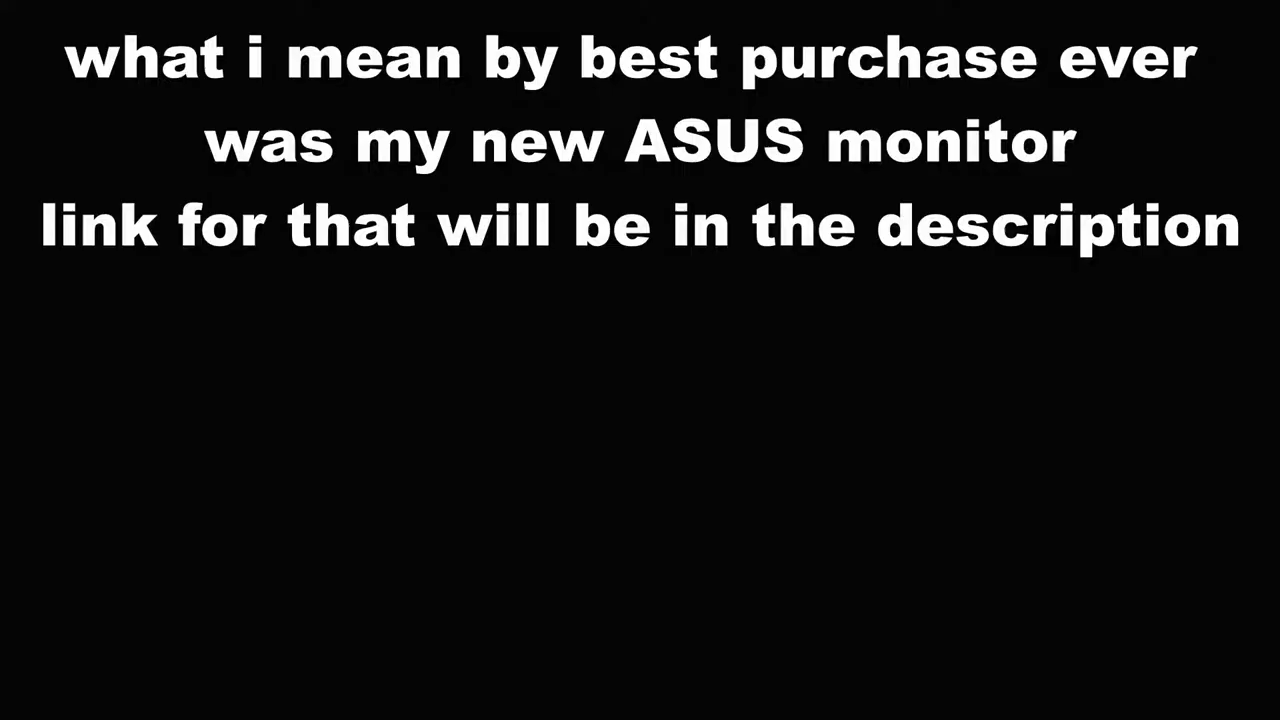 what i mean by best purchase ever
was my new ASUS monitor
link for that will be in the description